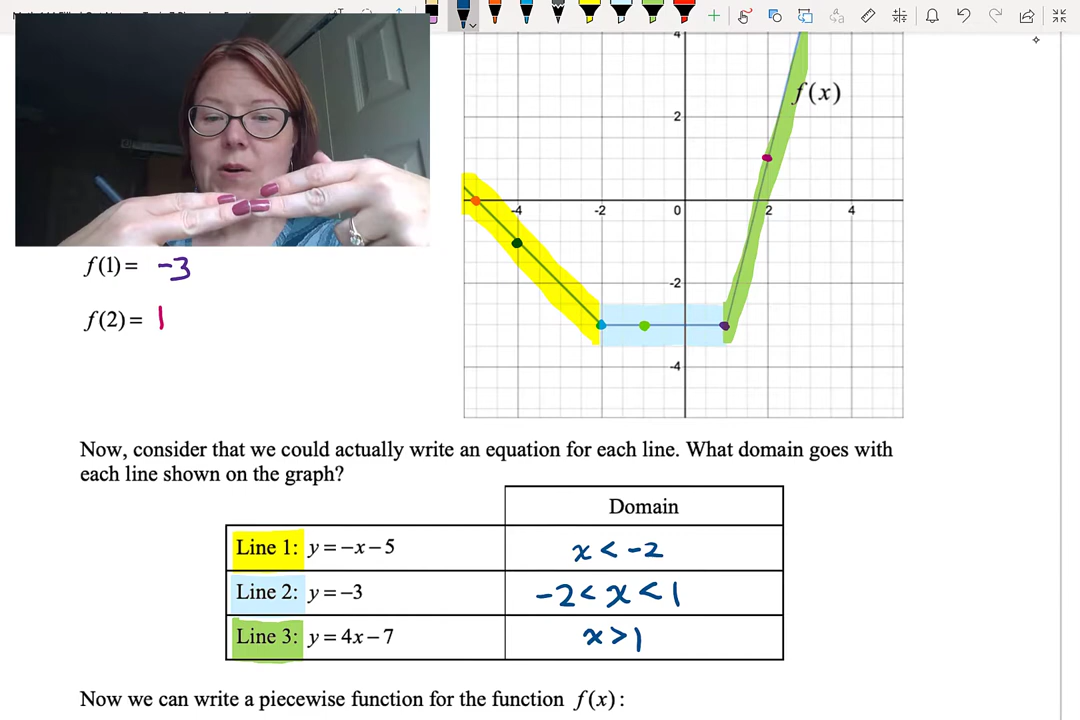 f(x)
4
2
-4
-2
0
2
4
-2
-4
f(1) = -3
f(2) = 1
Now, consider that we could actually write an equation for each line. What domain goes with
each line shown on the graph?
Domain
Line 1: y = −x − 5 x < -2
Line 2: y = −3 -2 < x < 1
Line 3: y = 4x − 7 x > 1
Now we can write a piecewise function for the function f(x):